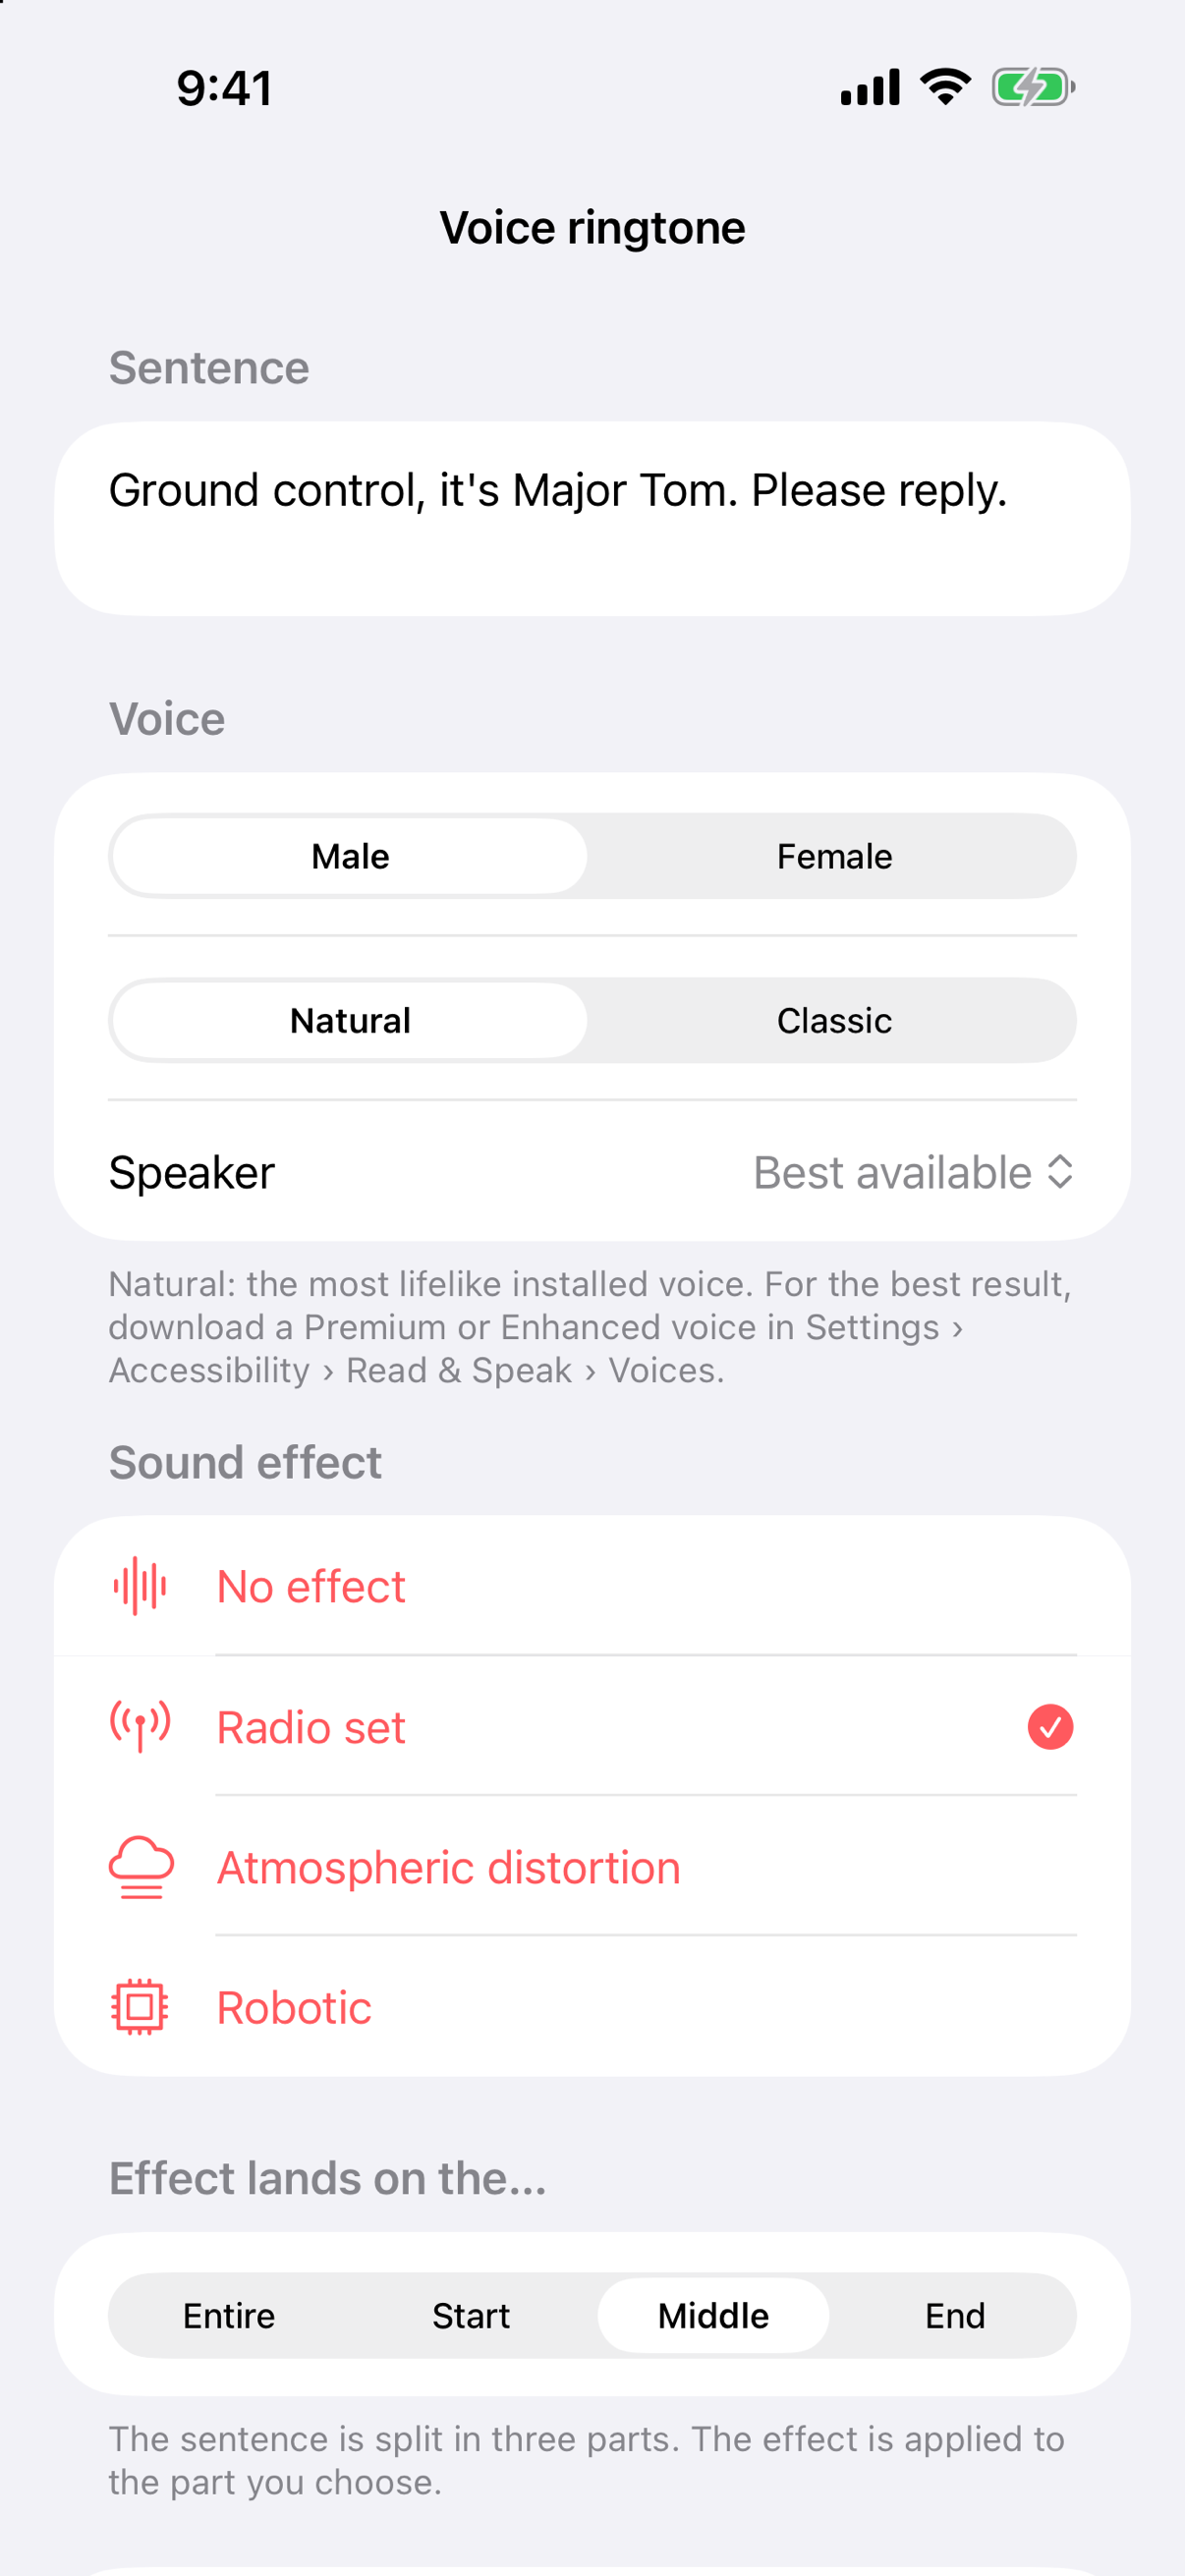 9:41
Voice ringtone
Sentence
Ground control, it's Major Tom. Please reply.
Voice
Male
Female
Natural
Classic
Speaker
Best available
Natural: the most lifelike installed voice. For the best result,
download a Premium or Enhanced voice in Settings ›
Accessibility › Read & Speak › Voices.
Sound effect
No effect
Radio set
Atmospheric distortion
Robotic
Effect lands on the...
Entire
Start
Middle
End
The sentence is split in three parts. The effect is applied to
the part you choose.